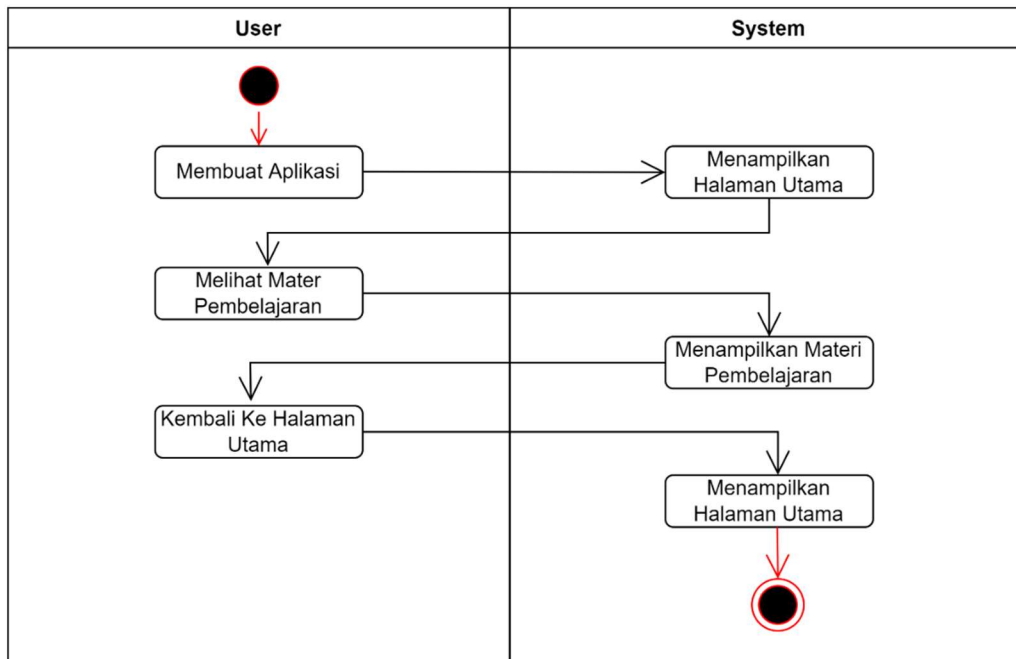 User
System
Membuat Aplikasi
Menampilkan
Halaman Utama
Melihat Mater
Pembelajaran
Menampilkan Materi
Pembelajaran
Kembali Ke Halaman
Utama
Menampilkan
Halaman Utama